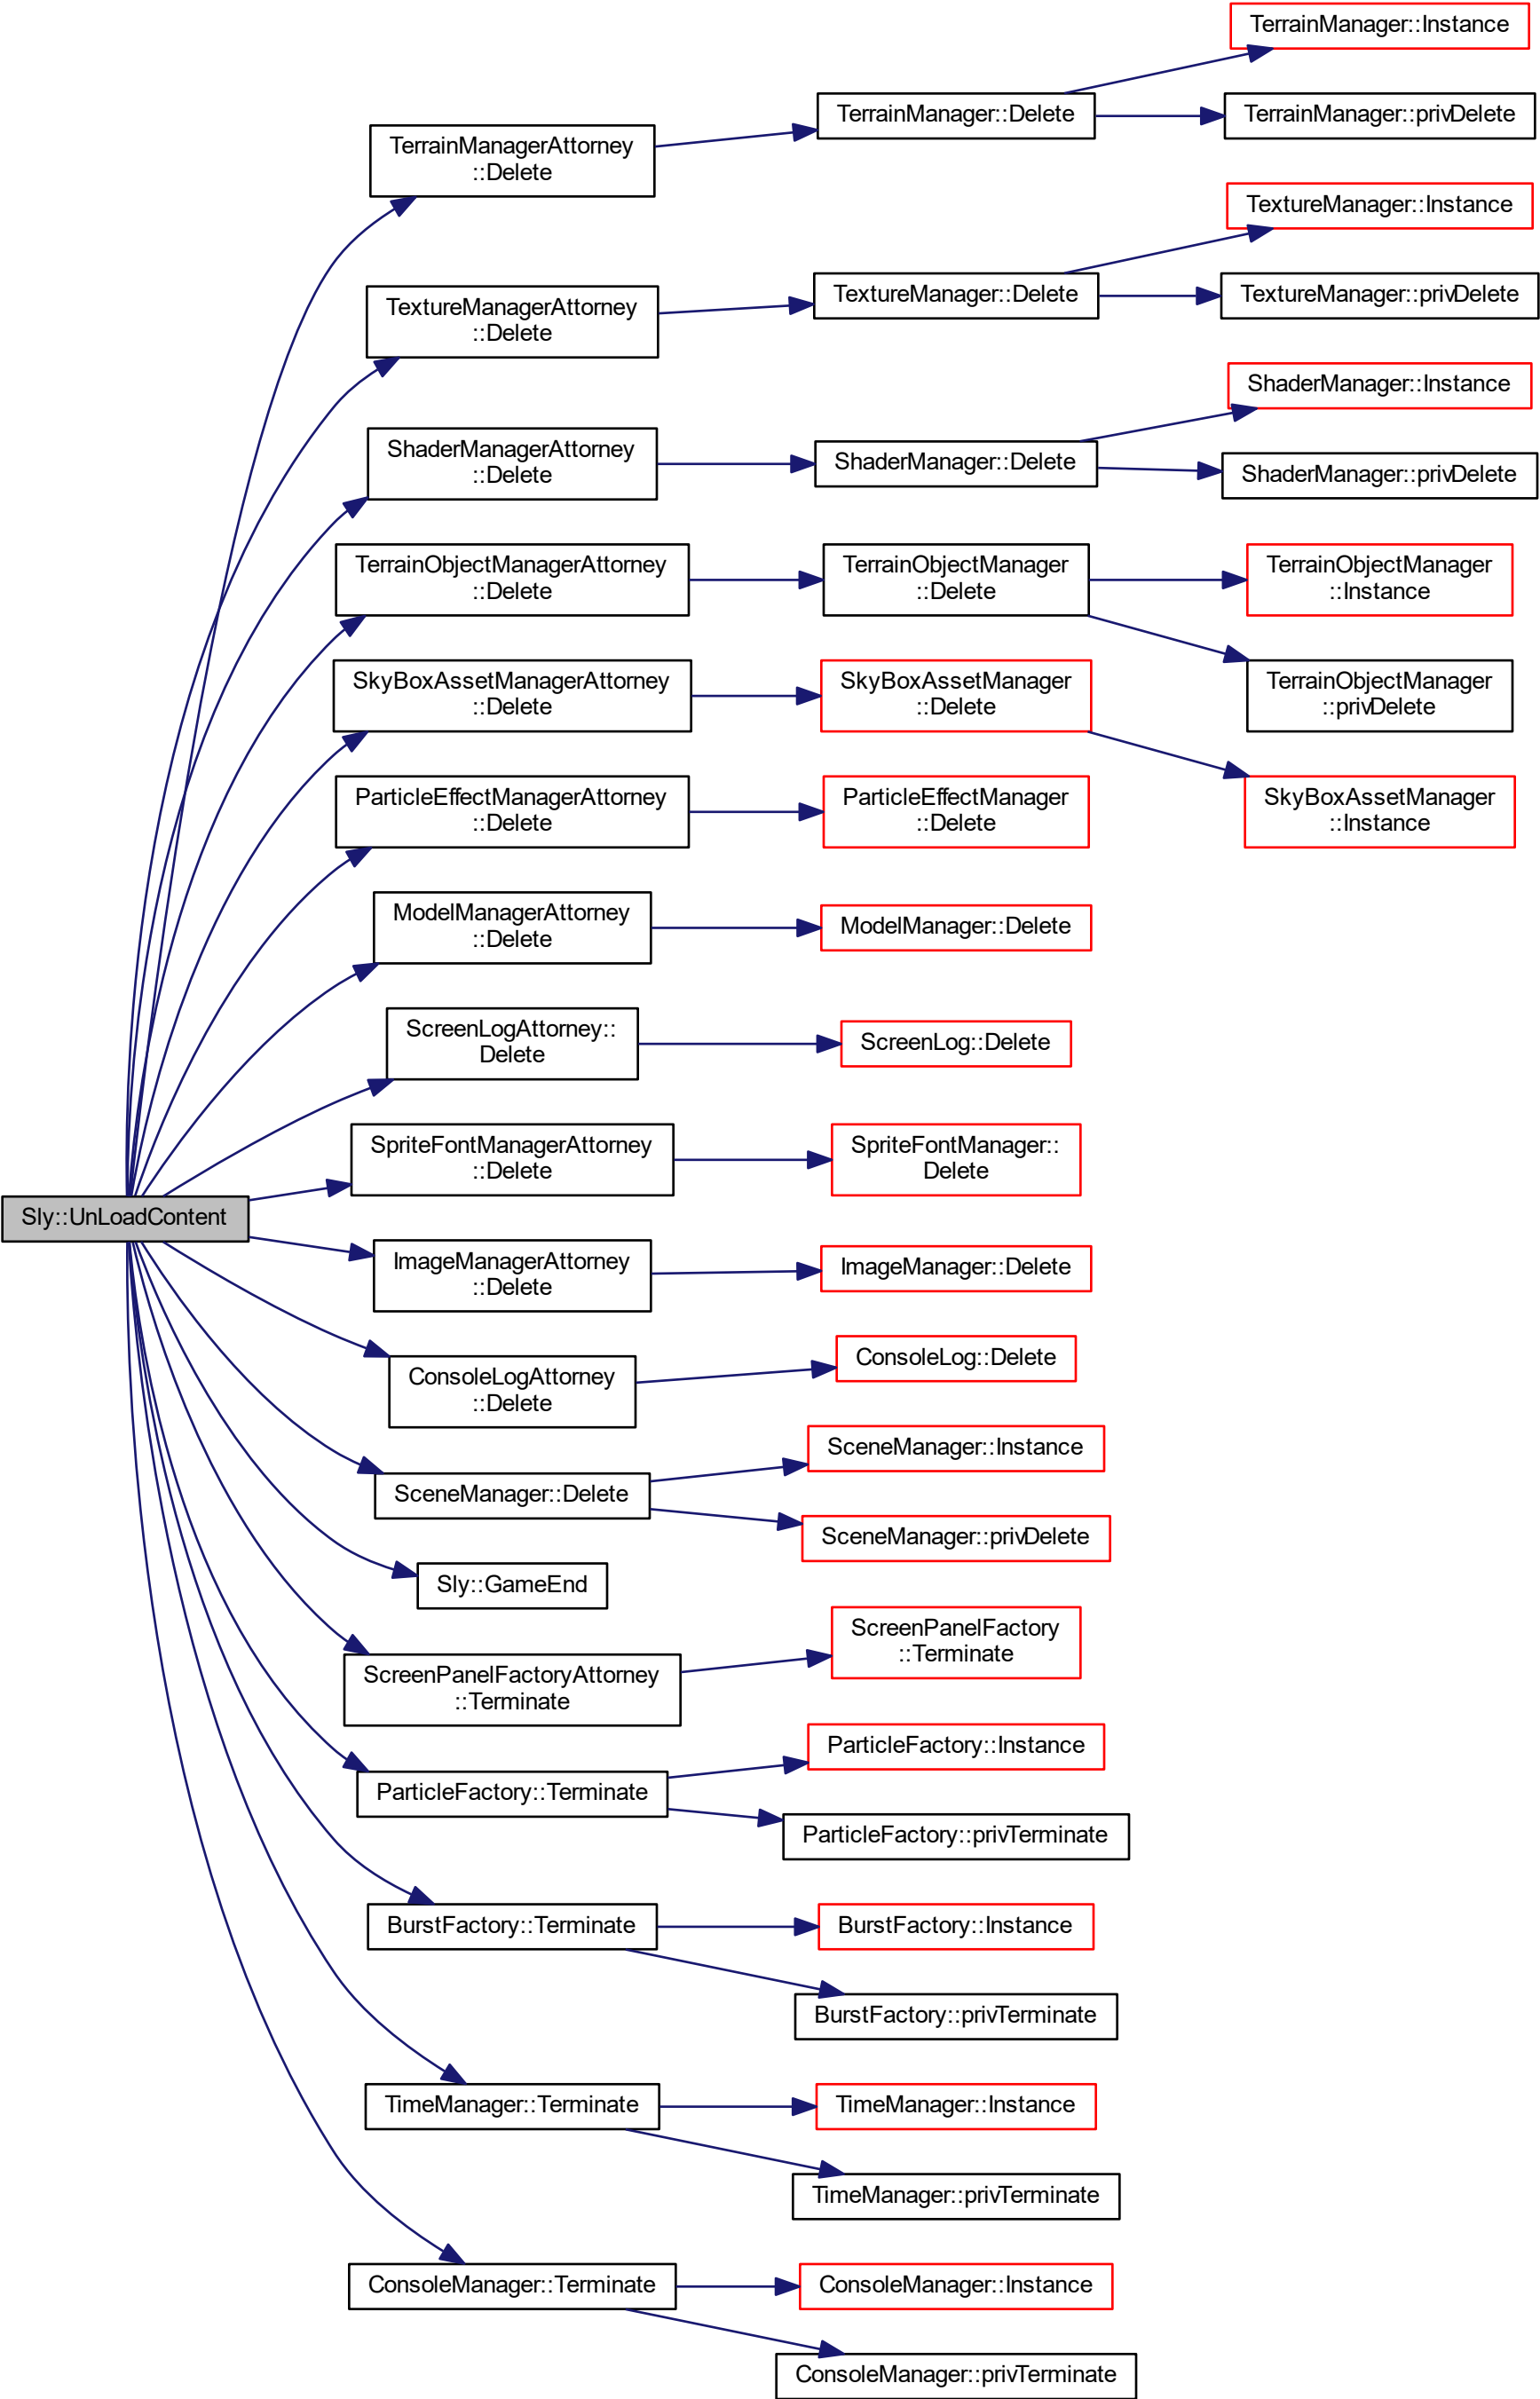 Sly::UnLoadContent
TerrainManagerAttorney
::Delete
TerrainManager::Delete
TerrainManager::Instance
TerrainManager::privDelete
TextureManagerAttorney
::Delete
TextureManager::Delete
TextureManager::Instance
TextureManager::privDelete
ShaderManagerAttorney
::Delete
ShaderManager::Delete
ShaderManager::Instance
ShaderManager::privDelete
TerrainObjectManagerAttorney
::Delete
TerrainObjectManager
::Delete
TerrainObjectManager
::Instance
TerrainObjectManager
::privDelete
SkyBoxAssetManagerAttorney
::Delete
SkyBoxAssetManager
::Delete
SkyBoxAssetManager
::Instance
ParticleEffectManagerAttorney
::Delete
ParticleEffectManager
::Delete
ModelManagerAttorney
::Delete
ModelManager::Delete
ScreenLogAttorney::
Delete
ScreenLog::Delete
SpriteFontManagerAttorney
::Delete
SpriteFontManager::
Delete
ImageManagerAttorney
::Delete
ImageManager::Delete
ConsoleLogAttorney
::Delete
ConsoleLog::Delete
SceneManager::Delete
SceneManager::Instance
SceneManager::privDelete
Sly::GameEnd
ScreenPanelFactoryAttorney
::Terminate
ScreenPanelFactory
::Terminate
ParticleFactory::Terminate
ParticleFactory::Instance
ParticleFactory::privTerminate
BurstFactory::Terminate
BurstFactory::Instance
BurstFactory::privTerminate
TimeManager::Terminate
TimeManager::Instance
TimeManager::privTerminate
ConsoleManager::Terminate
ConsoleManager::Instance
ConsoleManager::privTerminate